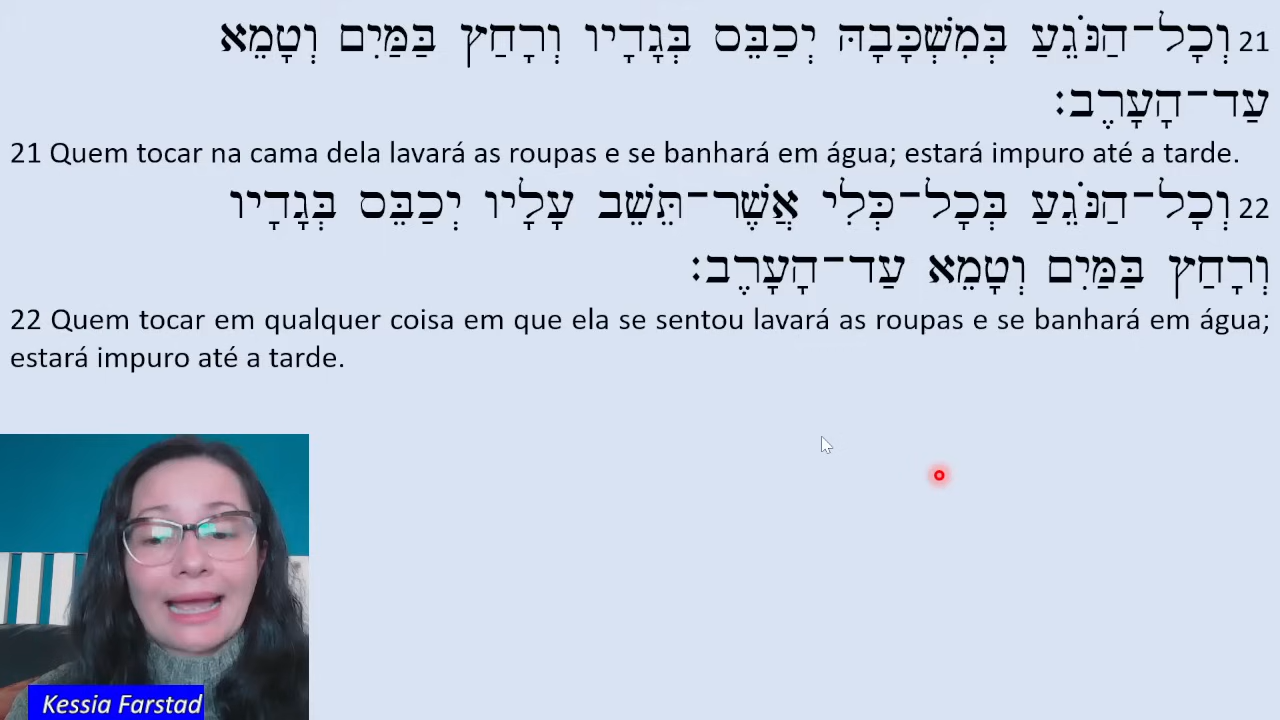 21 וְכָל־הַנֹּגֵעַ בְּמִשְׁכָּבָהּ יְכַבֵּס בְּגָדָיו וְרָחַץ בַּמַּיִם וְטָמֵא
עַד־הָעָרֶב׃
21 Quem tocar na cama dela lavará as roupas e se banhará em água; estará impuro até a tarde.
22 וְכָל־הַנֹּגֵעַ בְּכָל־כְּלִי אֲשֶׁר־תֵּשֵׁב עָלָיו יְכַבֵּס בְּגָדָיו
וְרָחַץ בַּמַּיִם וְטָמֵא עַד־הָעָרֶב׃
22 Quem tocar em qualquer coisa em que ela se sentou lavará as roupas e se banhará em água;
estará impuro até a tarde.
Kessia Farstad